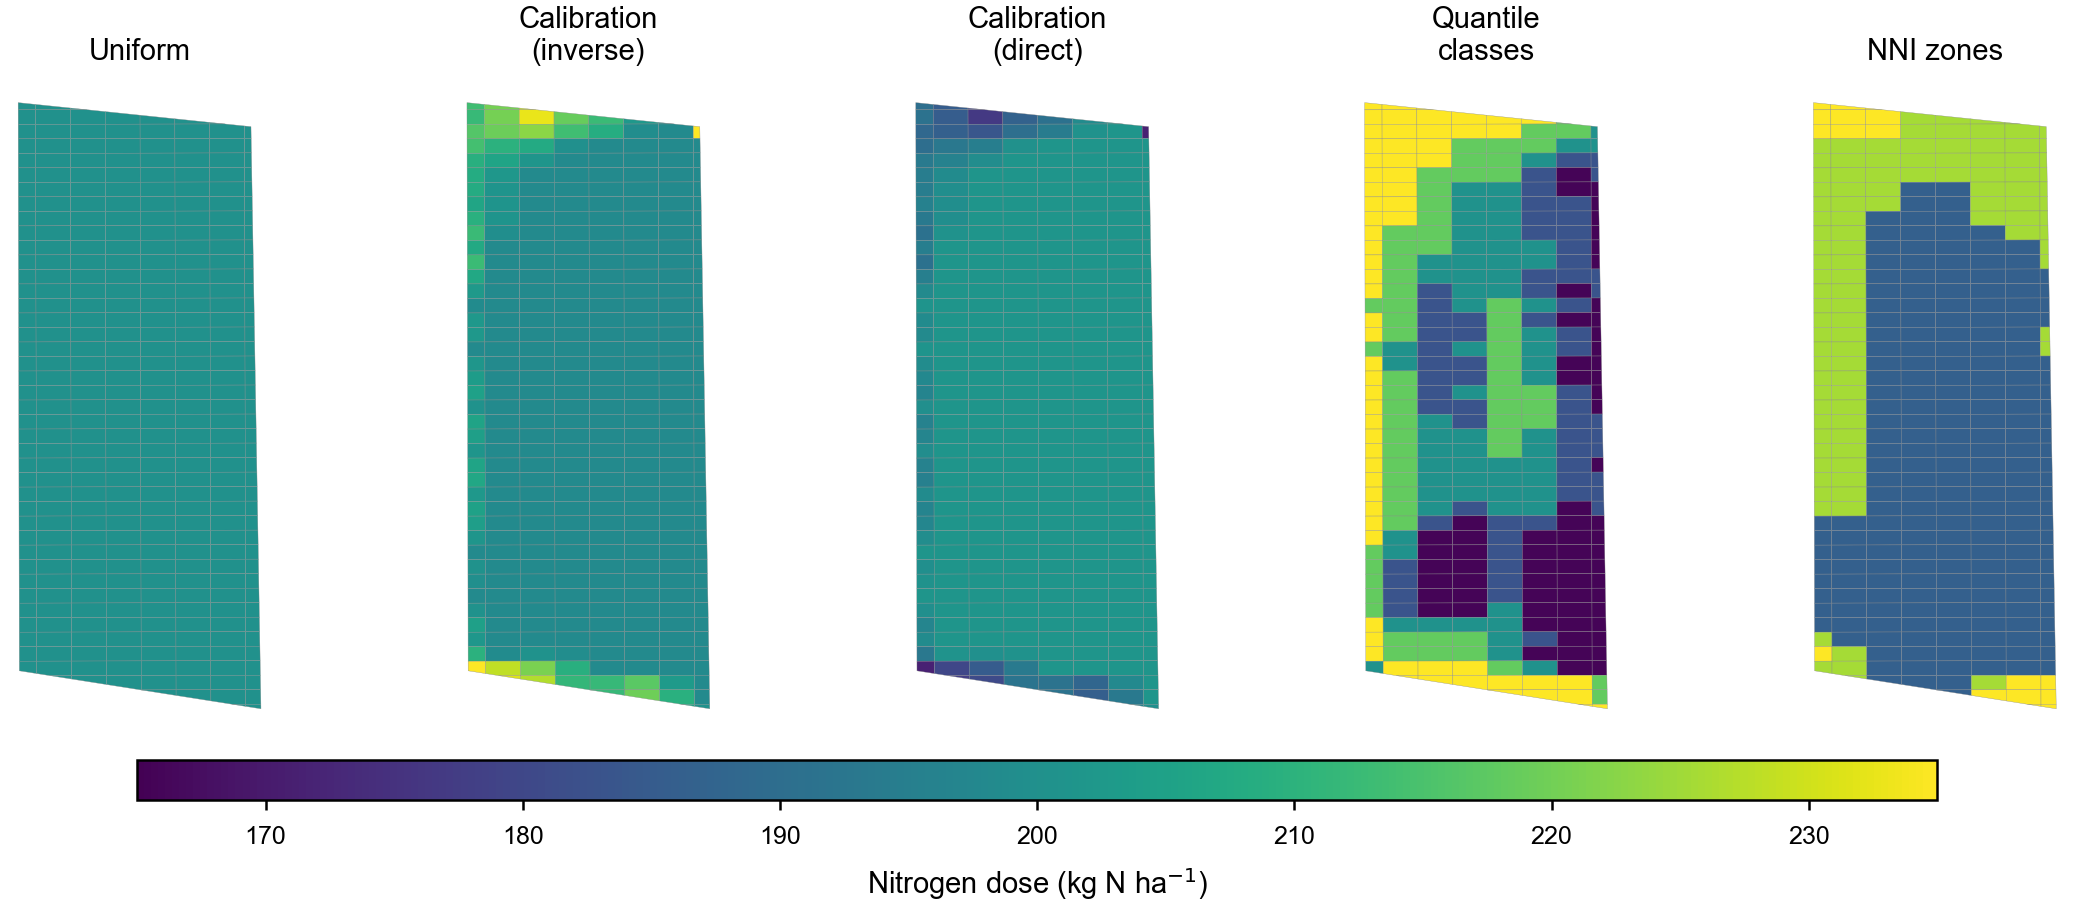 Uniform
Calibration
(inverse)
Calibration
(direct)
Quantile
classes
NNI zones
170 180 190 200 210 220 230
Nitrogen dose (kg N ha⁻¹)